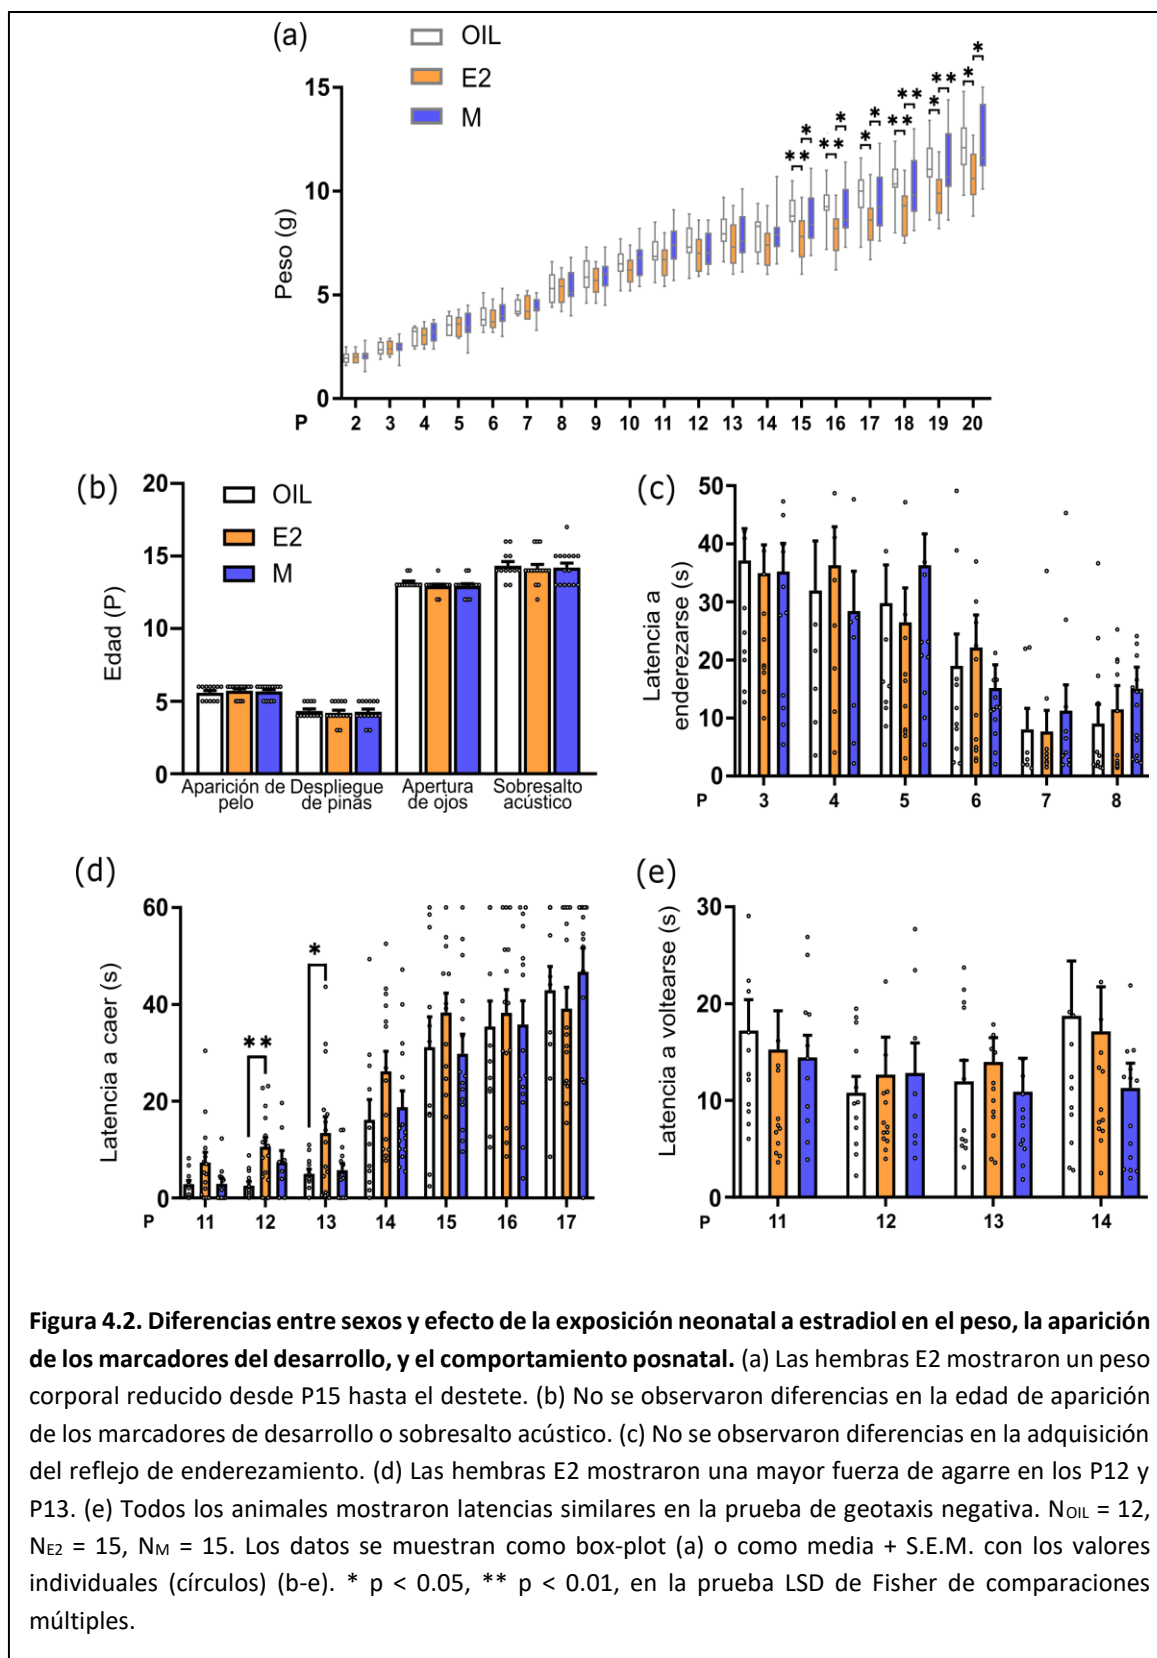 (a)
OIL
E2
M
Peso (g)
15
10
5
0
* * * * * * * * * * * * * * * * * * * * *
P 2 3 4 5 6 7 8 9 10 11 12 13 14 15 16 17 18 19 20
(b)
OIL
E2
M
Edad (P)
20
15
10
5
0
Aparición de pelo
Despliegue de pinas
Apertura de ojos
Sobresalto acústico
(c)
Latencia a
enderezarse (s)
50
40
30
20
10
0
P 3 4 5 6 7 8
(d)
Latencia a caer (s)
60
40
20
0
**
*
P 11 12 13 14 15 16 17
(e)
Latencia a voltearse (s)
30
20
10
0
P 11 12 13 14
Figura 4.2. Diferencias entre sexos y efecto de la exposición neonatal a estradiol en el peso, la aparición
de los marcadores del desarrollo, y el comportamiento posnatal. (a) Las hembras E2 mostraron un peso
corporal reducido desde P15 hasta el destete. (b) No se observaron diferencias en la edad de aparición
de los marcadores de desarrollo o sobresalto acústico. (c) No se observaron diferencias en la adquisición
del reflejo de enderezamiento. (d) Las hembras E2 mostraron una mayor fuerza de agarre en los P12 y
P13. (e) Todos los animales mostraron latencias similares en la prueba de geotaxis negativa. NOIL = 12,
NE2 = 15, NM = 15. Los datos se muestran como box-plot (a) o como media + S.E.M. con los valores
individuales (círculos) (b-e). * p < 0.05, ** p < 0.01, en la prueba LSD de Fisher de comparaciones
múltiples.